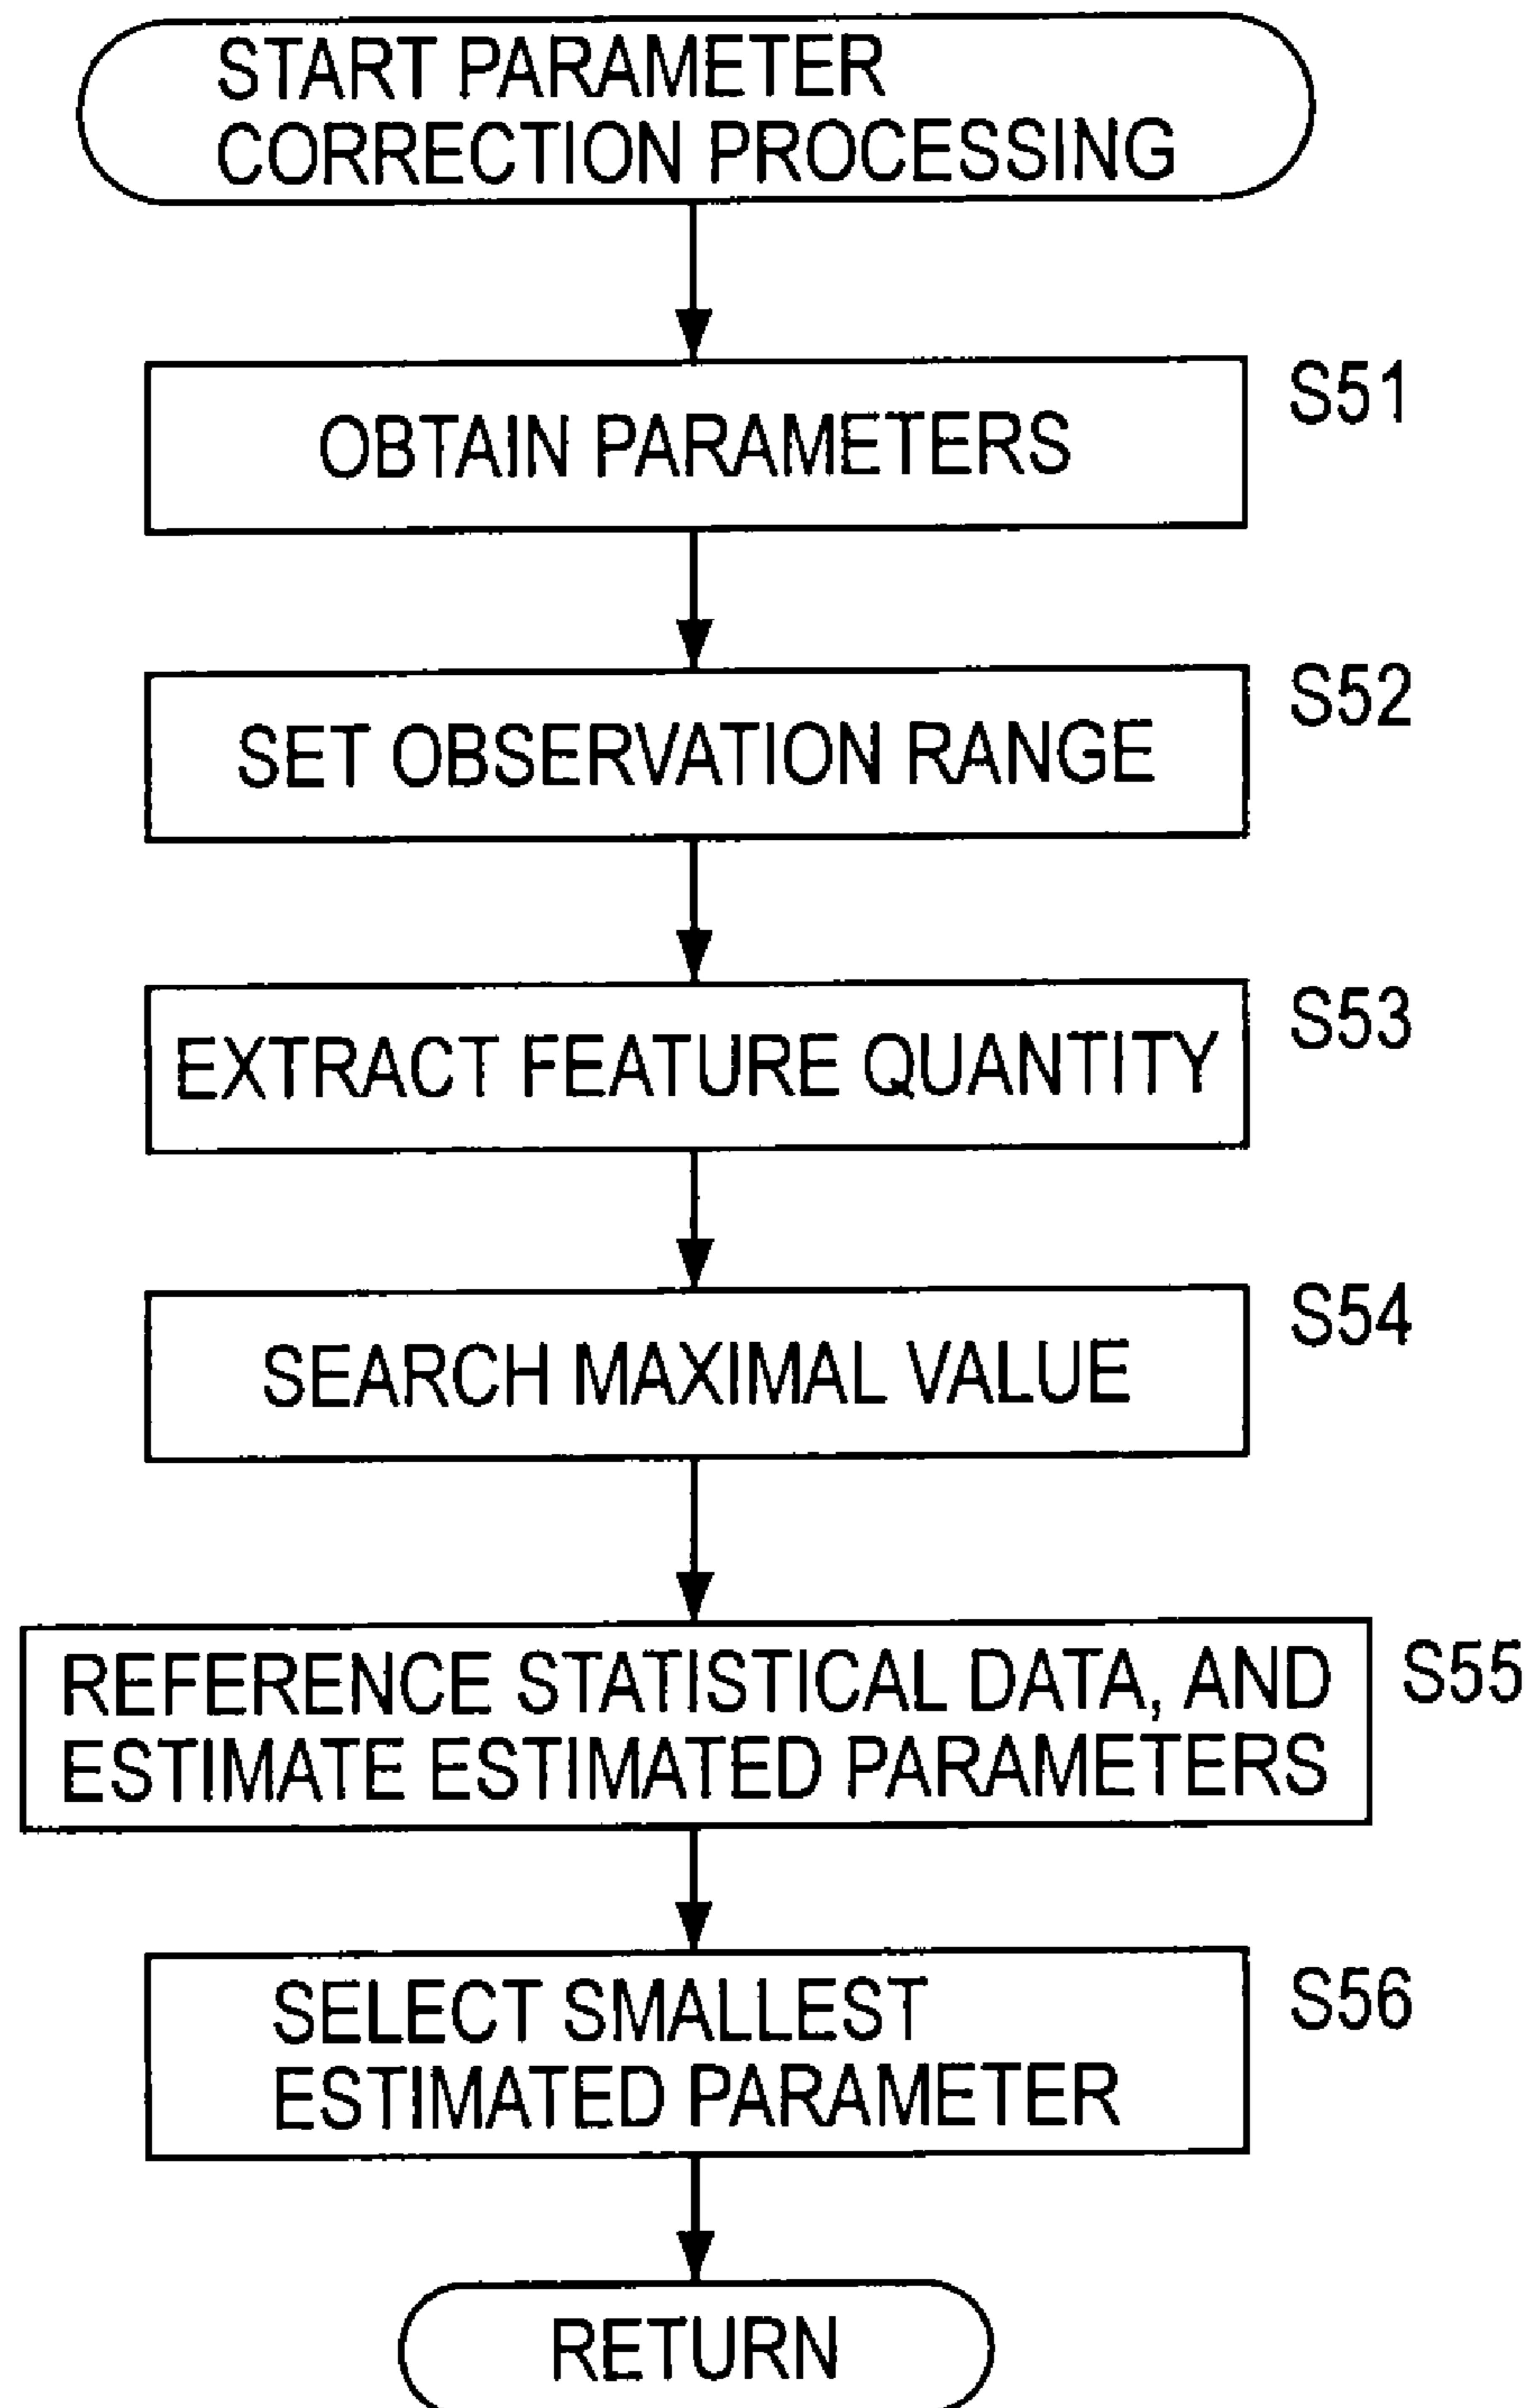 START PARAMETER
CORRECTION PROCESSING
S51
OBTAIN PARAMETERS
S52
SET OBSERVATION RANGE
S53
EXTRACT FEATURE QUANTITY
S54
SEARCH MAXIMAL VALUE
S55
REFERENCE STATISTICAL DATA, AND
ESTIMATE ESTIMATED PARAMETERS
S56
SELECT SMALLEST
ESTIMATED PARAMETER
RETURN